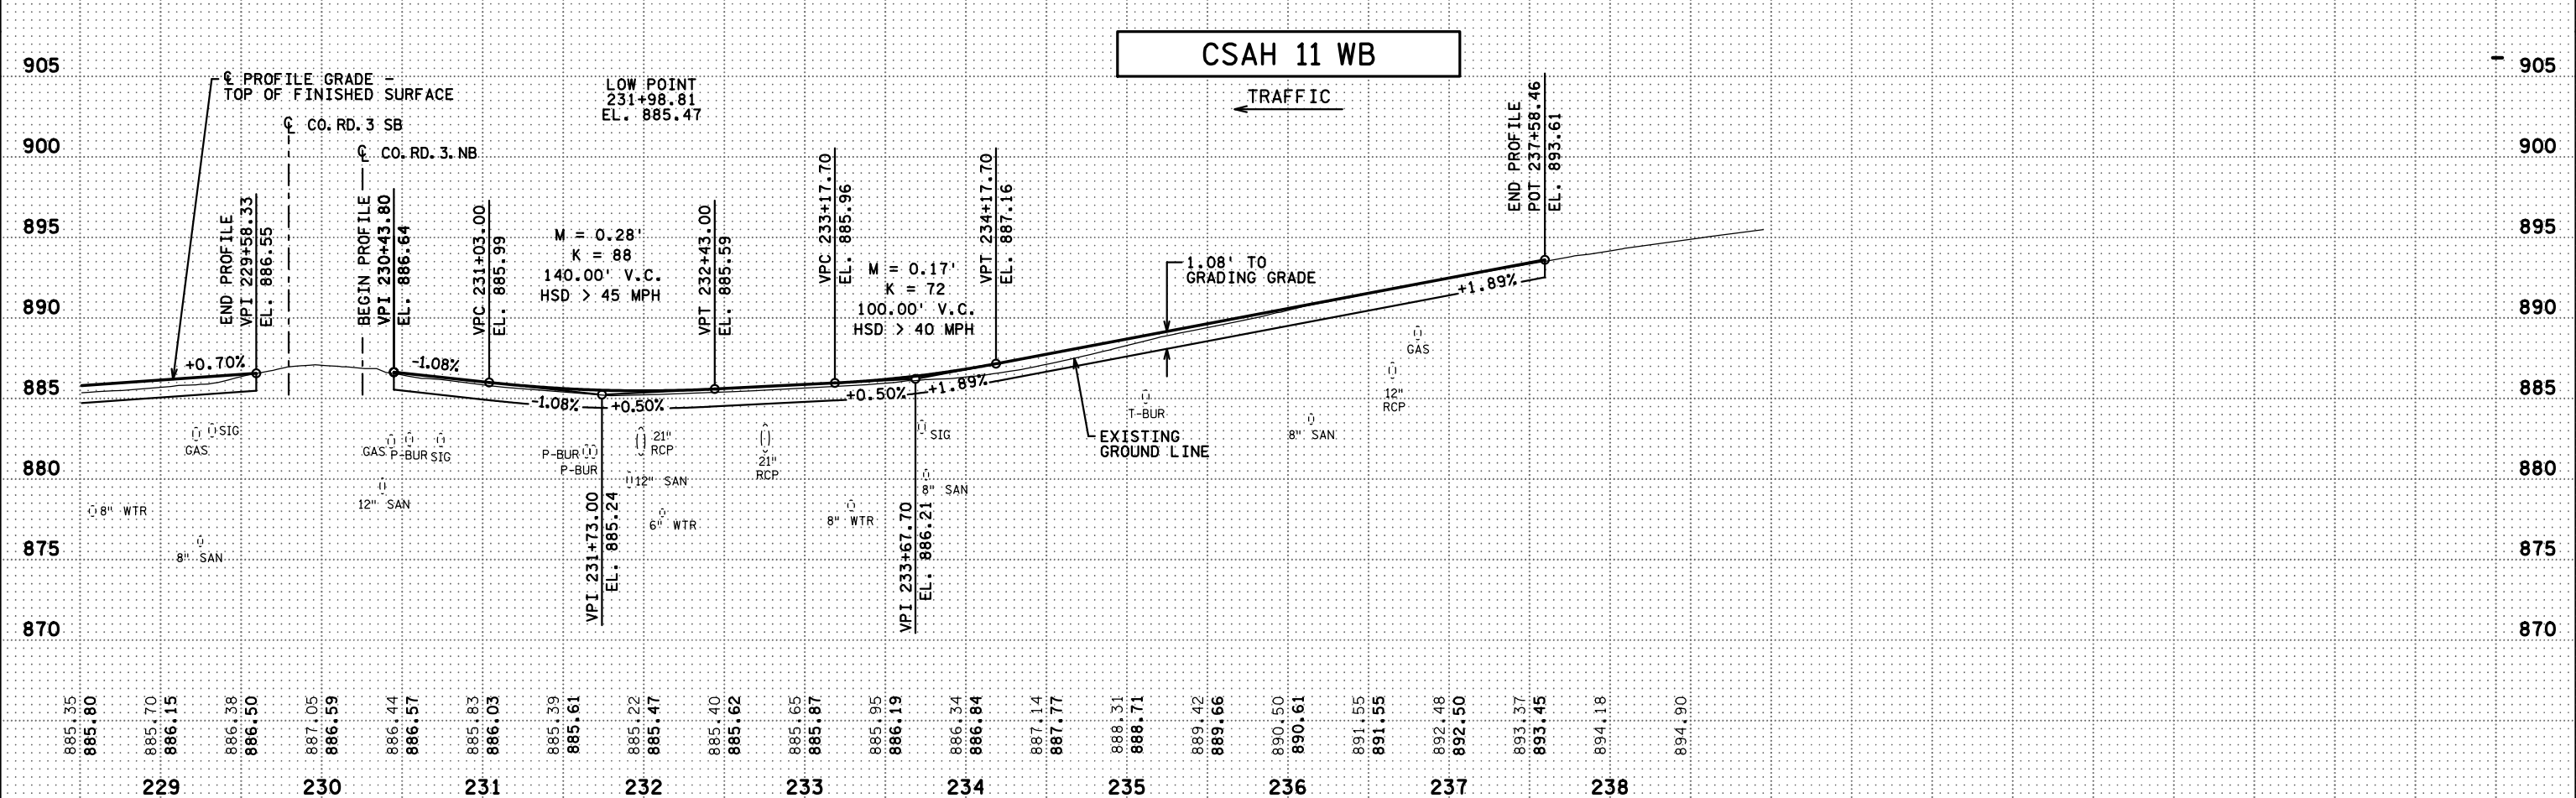 CSAH 11 WB
TRAFFIC
905
900
895
890
885
880
875
870
℄ PROFILE GRADE -
TOP OF FINISHED SURFACE
℄ CO.RD.3 SB
℄ CO.RD.3.NB
LOW POINT
231+98.81
EL. 885.47
END PROFILE
VPI 229+58.33
EL. 886.55
BEGIN PROFILE
VPI 230+43.80
EL. 886.64
VPC 231+03.00
EL. 885.99
M = 0.28'
K = 88
140.00' V.C.
HSD > 45 MPH
VPT 232+43.00
EL. 885.59
VPC 233+17.70
EL. 885.96
M = 0.17'
K = 72
100.00' V.C.
HSD > 40 MPH
VPT 234+17.70
EL. 887.16
END PROFILE
POT 237+58.46
EL. 893.61
1.08' TO
GRADING GRADE
+0.70%
-1.08%
-1.08%
+0.50%
+0.50%
+1.89%
+1.89%
EXISTING
GROUND LINE
VPI 231+73.00
EL. 885.24
VPI 233+67.70
EL. 886.21
8" WTR
GAS
SIG
8" SAN
GAS
P-BUR
SIG
12" SAN
P-BUR
P-BUR
21"
RCP
12" SAN
6" WTR
21"
RCP
8" WTR
SIG
8" SAN
T-BUR
8" SAN
12"
RCP
GAS
905
900
895
890
885
880
875
870
885.35
885.80
885.70
886.15
886.38
886.50
887.05
886.59
886.44
886.57
885.83
886.03
885.39
885.61
885.22
885.47
885.40
885.62
885.65
885.87
885.95
886.19
886.34
886.84
887.14
887.77
888.31
888.71
889.42
889.66
890.50
890.61
891.55
891.55
892.48
892.50
893.37
893.45
894.18
894.90
229
230
231
232
233
234
235
236
237
238